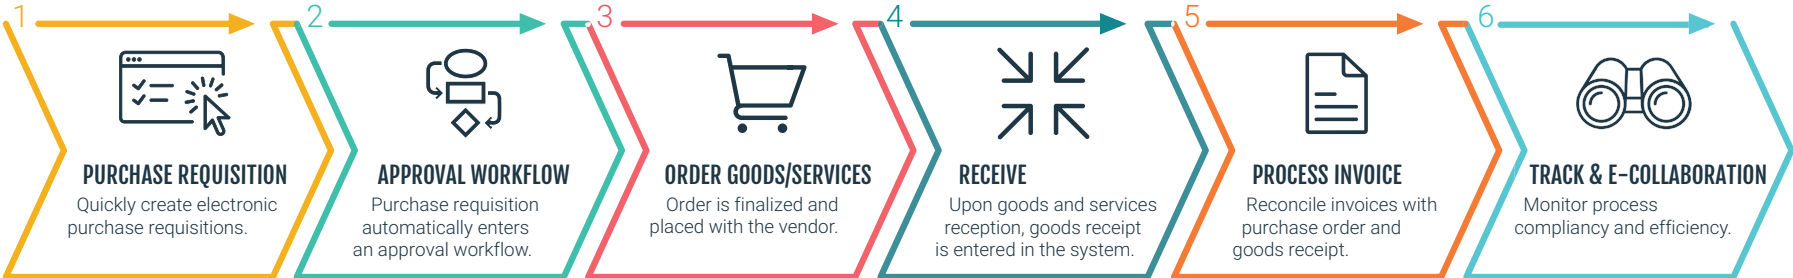 1
PURCHASE REQUISITION
Quickly create electronic
purchase requisitions.
2
APPROVAL WORKFLOW
Purchase requisition
automatically enters
an approval workflow.
3
ORDER GOODS/SERVICES
Order is finalized and
placed with the vendor.
4
RECEIVE
Upon goods and services
reception, goods receipt
is entered in the system.
5
PROCESS INVOICE
Reconcile invoices with
purchase order and
goods receipt.
6
TRACK & E-COLLABORATION
Monitor process
compliancy and efficiency.